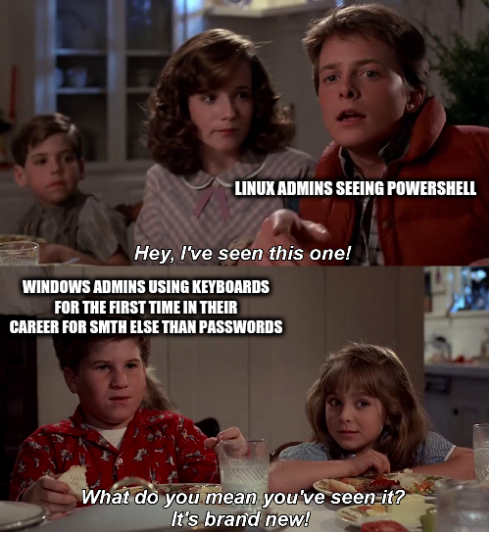 LINUX ADMINS SEEING POWERSHELL
Hey, I've seen this one!
WINDOWS ADMINS USING KEYBOARDS
FOR THE FIRST TIME IN THEIR
CAREER FOR SMTH ELSE THAN PASSWORDS
What do you mean you've seen it?
It's brand new!